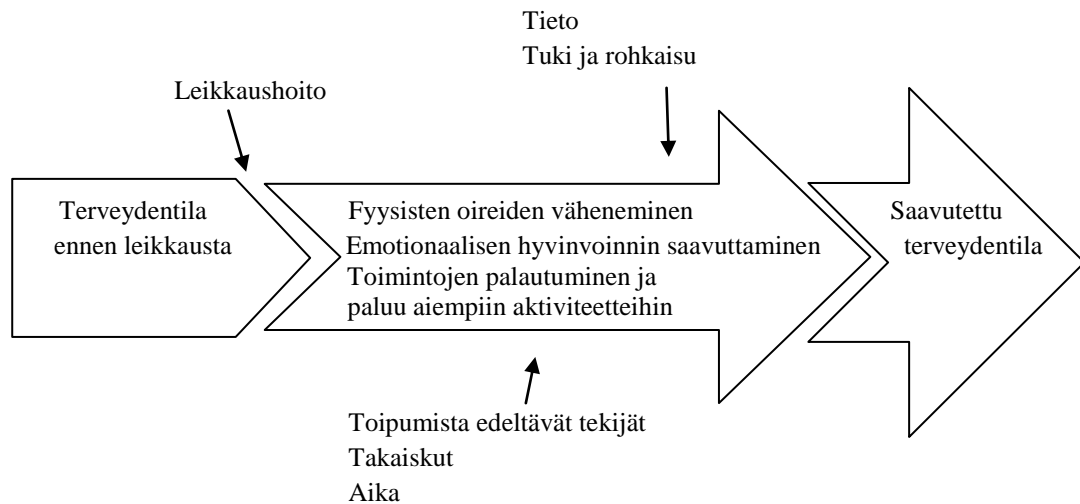 Tieto
Tuki ja rohkaisu
Leikkaushoito
Terveydentila
ennen leikkausta
Fyysisten oireiden väheneminen
Emotionaalisen hyvinvoinnin saavuttaminen
Toimintojen palautuminen ja
paluu aiempiin aktiviteetteihin
Saavutettu
terveydentila
Toipumista edeltävät tekijät
Takaiskut
Aika